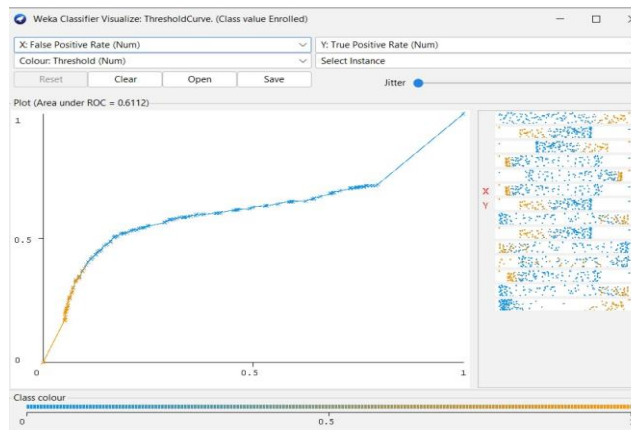 Weka Classifier Visualize: ThresholdCurve. (Class value Enrolled)
X: False Positive Rate (Num)
Y: True Positive Rate (Num)
Colour: Threshold (Num)
Select Instance
Reset
Clear
Open
Save
Jitter
Plot (Area under ROC = 0.6112)
1
0.5
0
0
0.5
1
X
Y
Class colour
0
0.5